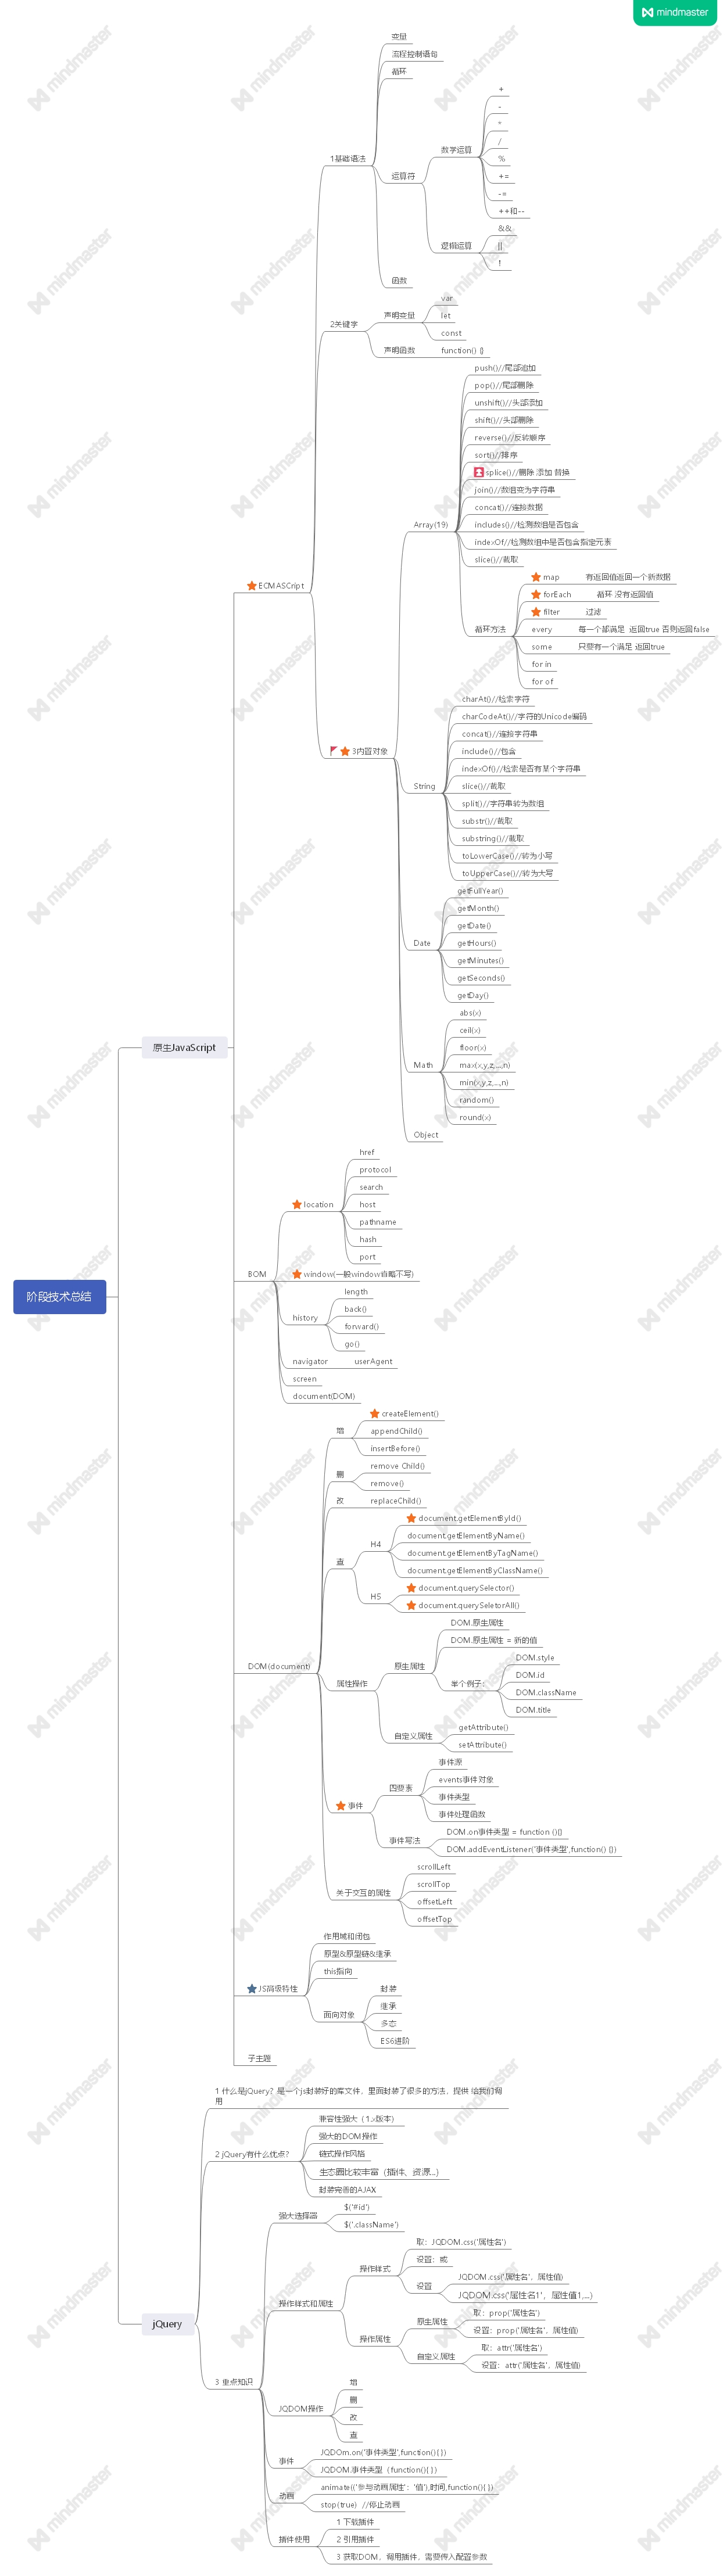 mindmaster
变量
流程控制语句
循环
1基础语法
运算符
数学运算
+
-
*
/
%
+=
-=
++和--
逻辑运算
&&
||
!
函数
2关键字
声明变量
var
let
const
声明函数
function() {}
ECMASCript
3内置对象
Array(19)
push()//尾部追加
pop()//尾部删除
unshift()//头部添加
shift()//头部删除
reverse()//反转顺序
sort()//排序
splice()//删除 添加 替换
join()//数组变为字符串
concat()//连接数据
includes()//检测数组是否包含
indexOf//检测数组中是否包含指定元素
slice()//截取
循环方法
map 有返回值返回一个新数据
forEach 循环 没有返回值
filter 过滤
every 每一个都满足 返回true 否则返回false
some 只要有一个满足 返回true
for in
for of
String
charAt()//检索字符
charCodeAt()//字符的Unicode编码
concat()//连接字符串
include()//包含
indexOf()//检索是否有某个字符串
slice()//截取
split()//字符串转为数组
substr()//截取
substring()//截取
toLowerCase()//转为小写
toUpperCase()//转为大写
Date
getFullYear()
getMonth()
getDate()
getHours()
getMinutes()
getSeconds()
getDay()
Math
abs(x)
ceil(x)
floor(x)
max(x,y,z,...,n)
min(x,y,z,...,n)
random()
round(x)
Object
原生JavaScript
阶段技术总结
BOM
location
href
protocol
search
host
pathname
hash
port
window(一般window省略不写)
history
length
back()
forward()
go()
navigator userAgent
screen
document(DOM)
DOM(document)
增
createElement()
appendChild()
insertBefore()
删
remove Child()
remove()
改 replaceChild()
查
H4
document.getElementById()
document.getElementByName()
document.getElementByTagName()
document.getElementByClassName()
H5
document.querySelector()
document.querySeletorAll()
属性操作
原生属性
DOM.原生属性
DOM.原生属性 = 新的值
举个例子：
DOM.style
DOM.id
DOM.className
DOM.title
自定义属性
getAttribute()
setAttribute()
事件
四要素
事件源
events事件对象
事件类型
事件处理函数
事件写法
DOM.on事件类型 = function (){}
DOM.addEventListener('事件类型',function() {})
关于交互的属性
scrollLeft
scrollTop
offsetLeft
offsetTop
JS高级特性
作用域和闭包
原型&原型链&继承
this指向
面向对象
封装
继承
多态
ES6进阶
子主题
jQuery
1 什么是jQuery？是一个js封装好的库文件，里面封装了很多的方法，提供 给我们调
用
2 jQuery有什么优点？
兼容性强大（1.x版本）
强大的DOM操作
链式操作风格
生态圈比较丰富（插件、资源...）
封装完善的AJAX
3 重点知识
强大选择器
$('#id')
$('.className')
操作样式和属性
操作样式
取：JQDOM.css('属性名')
设置：或
设置
JQDOM.css('属性名'，属性值)
JQDOM.css('属性名1'，属性值1,...)
操作属性
原生属性
取：prop('属性名')
设置：prop('属性名'，属性值)
自定义属性
取：attr('属性名')
设置：attr('属性名'，属性值)
JQDOM操作
增
删
改
查
事件
JQDOm.on('事件类型',function(){ })
JQDOM.事件类型（function(){ }）
动画
animate({'参与动画属性'：'值'},时间,function(){ })
stop(true) //停止动画
插件使用
1 下载插件
2 引用插件
3 获取DOM，调用插件，需要传入配置参数